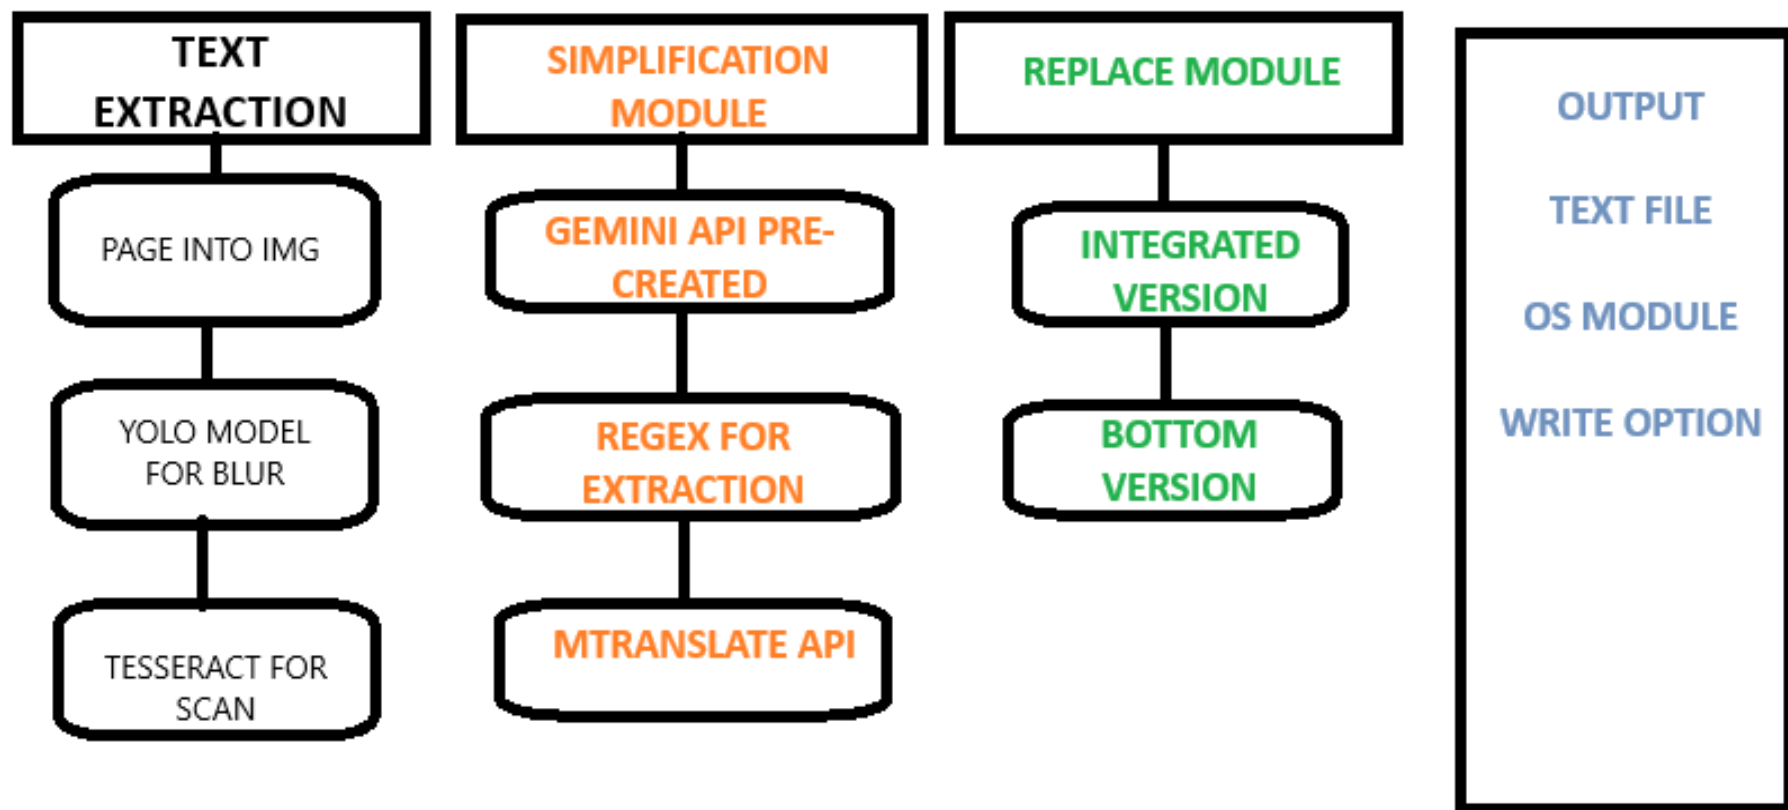 TEXT
EXTRACTION
PAGE INTO IMG
YOLO MODEL
FOR BLUR
TESSERACT FOR
SCAN
SIMPLIFICATION
MODULE
GEMINI API PRE-
CREATED
REGEX FOR
EXTRACTION
MTRANSLATE API
REPLACE MODULE
INTEGRATED
VERSION
BOTTOM
VERSION
OUTPUT
TEXT FILE
OS MODULE
WRITE OPTION